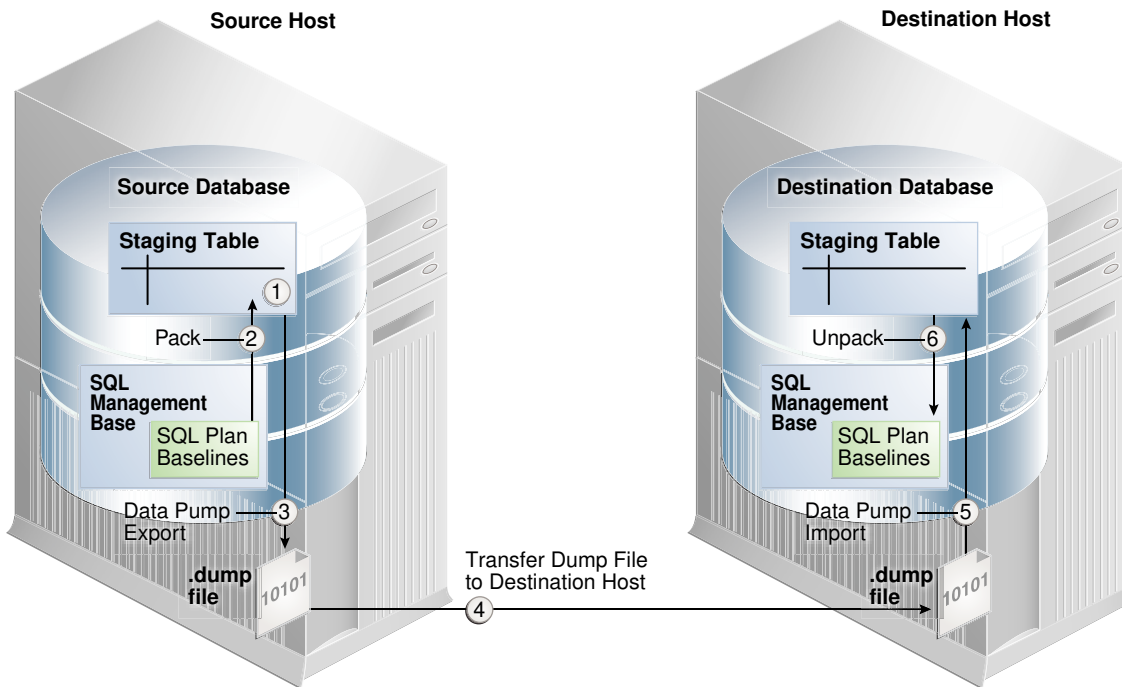 Source Host
Source Database
Staging Table
1
Pack
2
SQL
Management
Base
SQL Plan
Baselines
Data Pump
Export
3
.dump
file
10101
Transfer Dump File
to Destination Host
4
Destination Host
Destination Database
Staging Table
Unpack
6
SQL
Management
Base
SQL Plan
Baselines
Data Pump
Import
5
.dump
file
10101